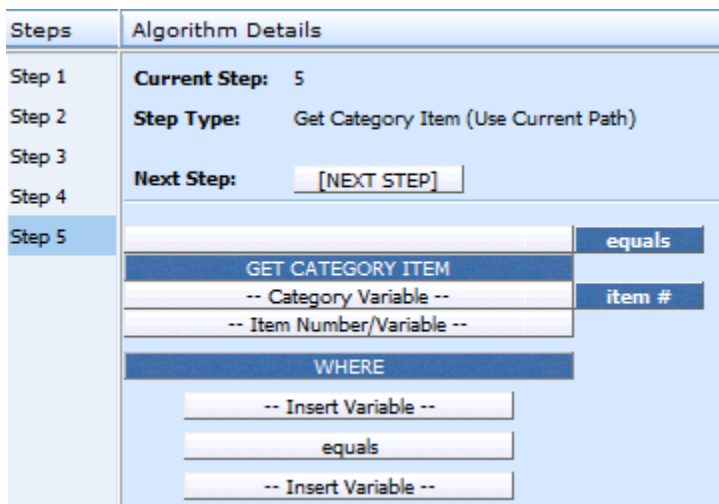 Steps
Algorithm Details
Step 1
Step 2
Step 3
Step 4
Step 5
Current Step: 5
Step Type: Get Category Item (Use Current Path)
Next Step: [NEXT STEP]
equals
GET CATEGORY ITEM
-- Category Variable -- item #
-- Item Number/Variable --
WHERE
-- Insert Variable --
equals
-- Insert Variable --